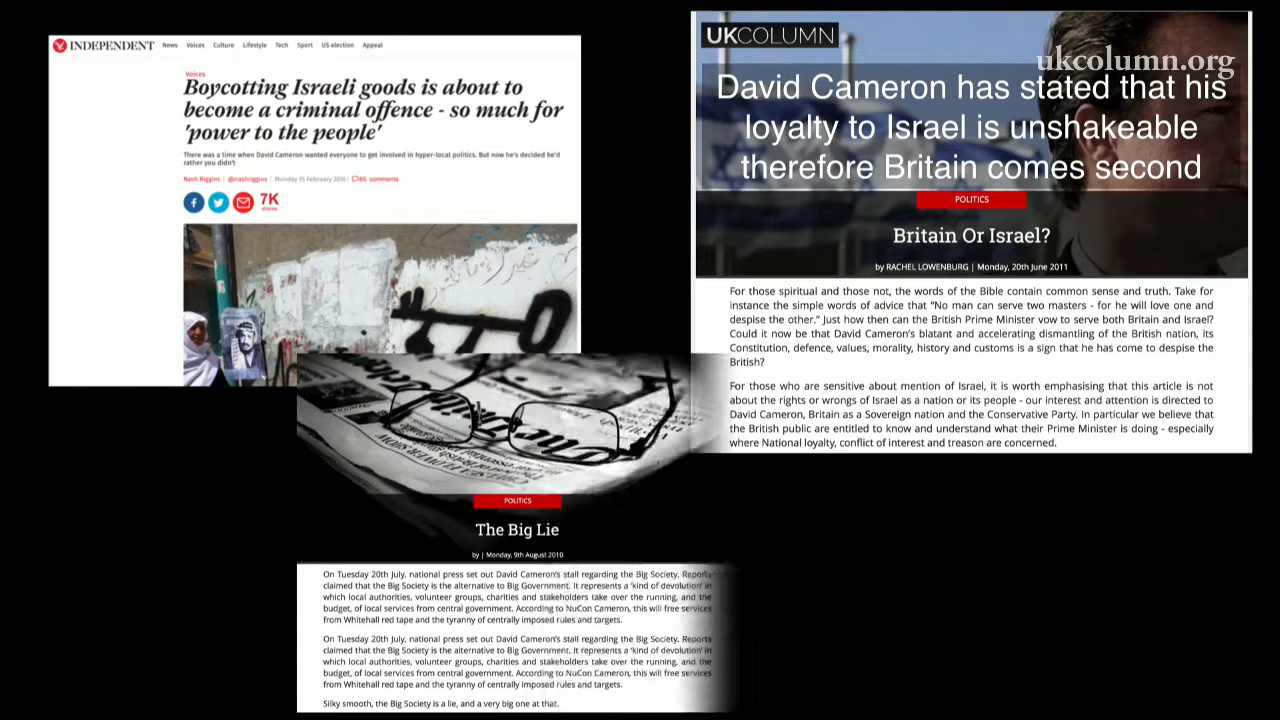 INDEPENDENT News Voices Culture Lifestyle Tech Sport US election Appeal
Voices
Boycotting Israeli goods is about to
become a criminal offence - so much for
'power to the people'
There was a time when David Cameron wanted everyone to get involved in hyper-local politics. But now he's decided he'd
rather you didn't
Nash Riggins | @nashriggins | Monday 15 February 2016 | 65 comments
7K
shares
UKCOLUMN
ukcolumn.org
David Cameron has stated that his
loyalty to Israel is unshakeable
therefore Britain comes second
POLITICS
Britain Or Israel?
by RACHEL LOWENBURG | Monday, 20th June 2011
For those spiritual and those not, the words of the Bible contain common sense and truth. Take for
instance the simple words of advice that "No man can serve two masters - for he will love one and
despise the other." Just how then can the British Prime Minister vow to serve both Britain and Israel?
Could it now be that David Cameron's blatant and accelerating dismantling of the British nation, its
Constitution, defence, values, morality, history and customs is a sign that he has come to despise the
British?
For those who are sensitive about mention of Israel, it is worth emphasising that this article is not
about the rights or wrongs of Israel as a nation or its people - our interest and attention is directed to
David Cameron, Britain as a Sovereign nation and the Conservative Party. In particular we believe that
the British public are entitled to know and understand what their Prime Minister is doing - especially
where National loyalty, conflict of interest and treason are concerned.
POLITICS
The Big Lie
by | Monday, 9th August 2010
On Tuesday 20th July, national press set out David Cameron's stall regarding the Big Society. Reports
claimed that the Big Society is the alternative to Big Government. It represents a 'kind of devolution' in
which local authorities, volunteer groups, charities and stakeholders take over the running, and the
budget, of local services from central government. According to NuCon Cameron, this will free services
from Whitehall red tape and the tyranny of centrally imposed rules and targets.
On Tuesday 20th July, national press set out David Cameron's stall regarding the Big Society. Reports
claimed that the Big Society is the alternative to Big Government. It represents a 'kind of devolution' in
which local authorities, volunteer groups, charities and stakeholders take over the running, and the
budget, of local services from central government. According to NuCon Cameron, this will free services
from Whitehall red tape and the tyranny of centrally imposed rules and targets.
Silky smooth, the Big Society is a lie, and a very big one at that.